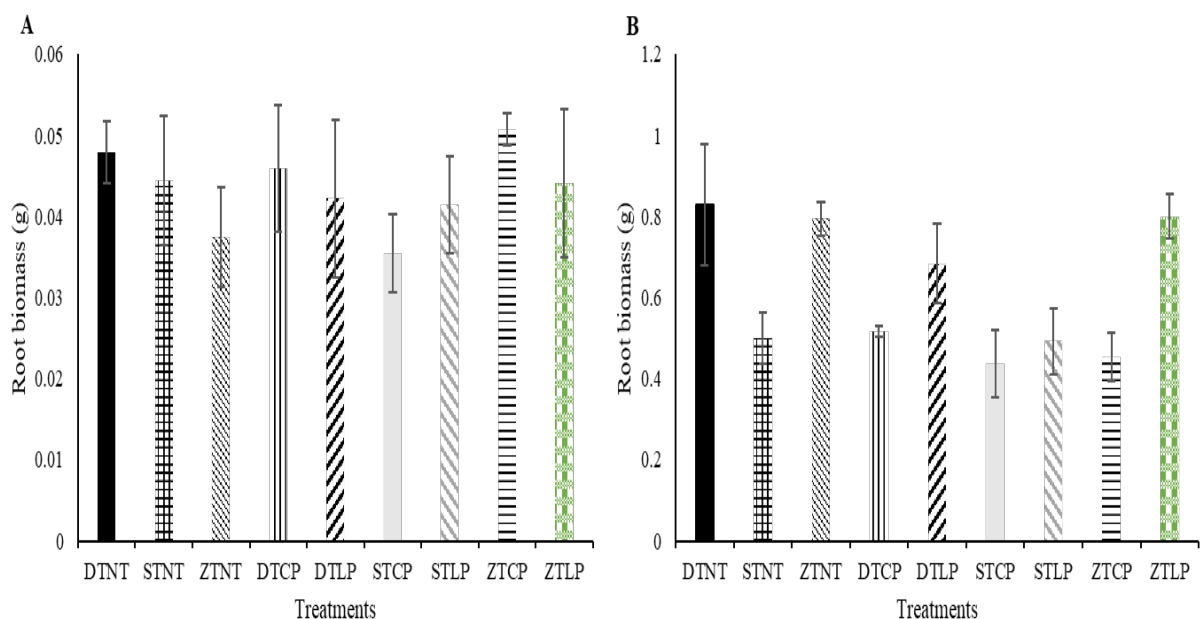 A
Root biomass (g)
0.06
0.05
0.04
0.03
0.02
0.01
0
DTNT STNT ZTNT DTCP DTLP STCP STLP ZTCP ZTLP
Treatments
B
Root biomass (g)
1.2
1
0.8
0.6
0.4
0.2
0
DTNT STNT ZTNT DTCP DTLP STCP STLP ZTCP ZTLP
Treatments